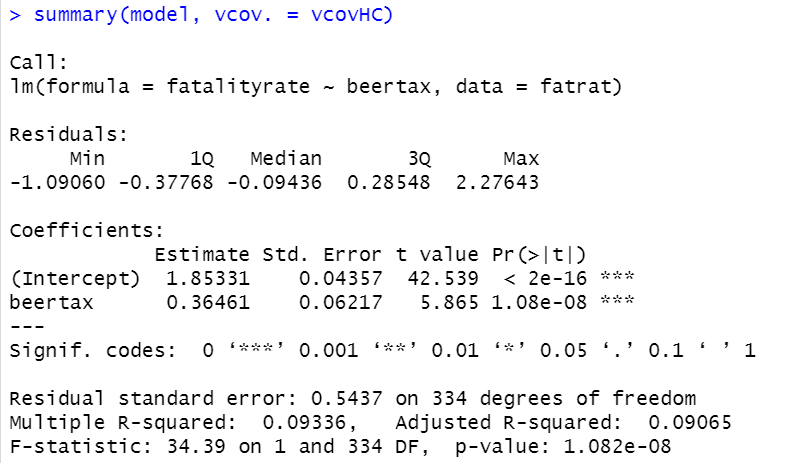 > summary(model, vcov. = vcovHC)
Call:
lm(formula = fatalityrate ~ beertax, data = fatrat)
Residuals:
     Min       1Q   Median       3Q      Max
-1.09060 -0.37768 -0.09436  0.28548  2.27643
Coefficients:
            Estimate Std. Error t value Pr(>|t|)
(Intercept)  1.85331    0.04357  42.539  < 2e-16 ***
beertax      0.36461    0.06217   5.865 1.08e-08 ***
---
Signif. codes:  0 ‘***’ 0.001 ‘**’ 0.01 ‘*’ 0.05 ‘.’ 0.1 ‘ ’ 1
Residual standard error: 0.5437 on 334 degrees of freedom
Multiple R-squared:  0.09336,	Adjusted R-squared:  0.09065
F-statistic: 34.39 on 1 and 334 DF,  p-value: 1.082e-08